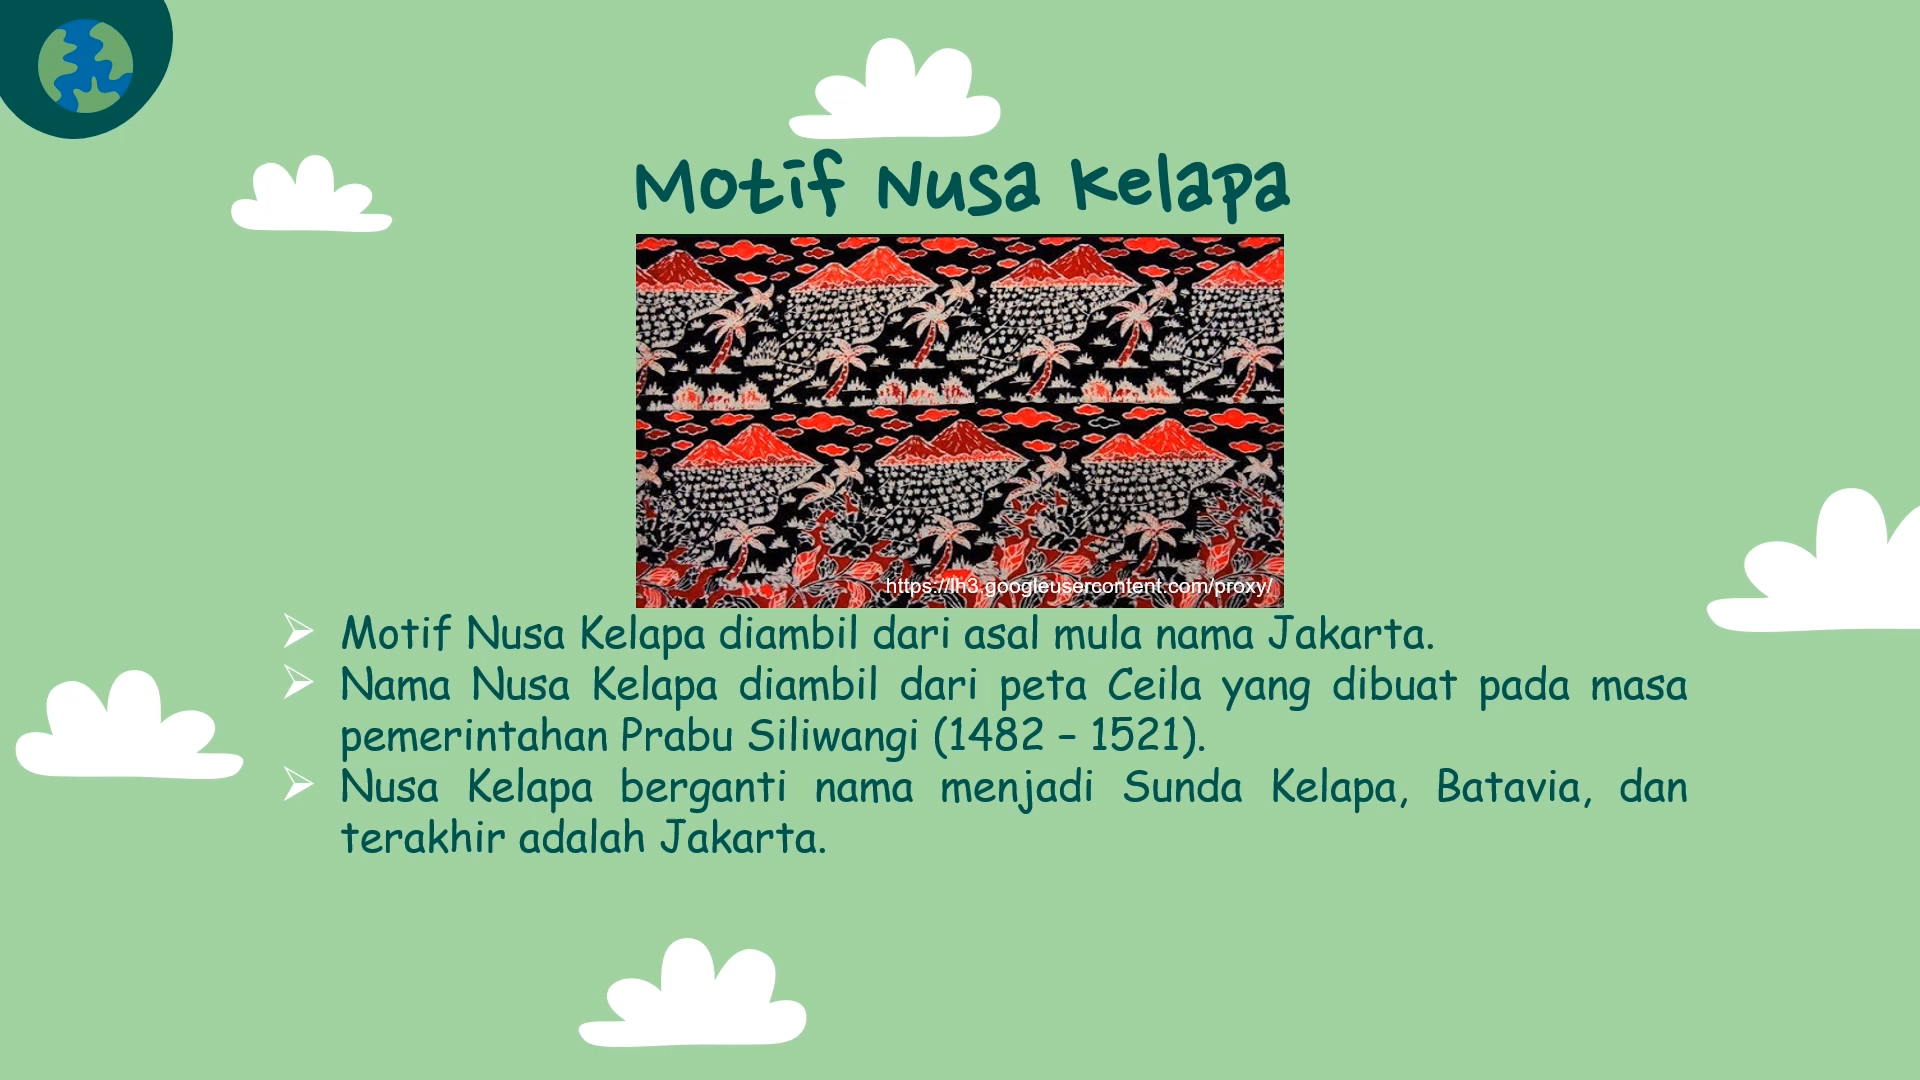 Motif Nusa Kelapa
https://lh3.googleusercontent.com/proxy/
Motif Nusa Kelapa diambil dari asal mula nama Jakarta.
Nama Nusa Kelapa diambil dari peta Ceila yang dibuat pada masa
pemerintahan Prabu Siliwangi (1482 – 1521).
Nusa Kelapa berganti nama menjadi Sunda Kelapa, Batavia, dan
terakhir adalah Jakarta.